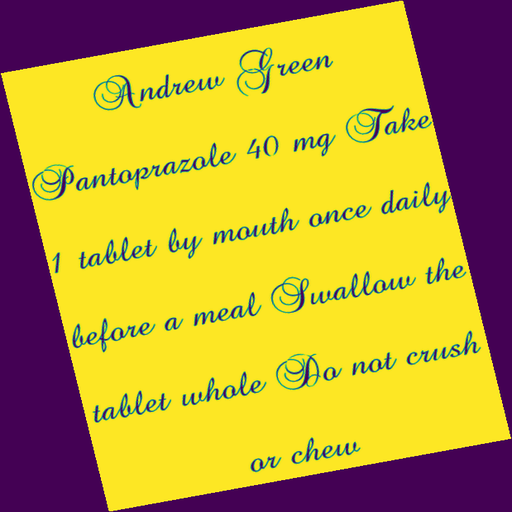 Andrew Green
Pantoprazole 40 mg Take
1 tablet by mouth once daily
before a meal Swallow the
tablet whole Do not crush
or chew